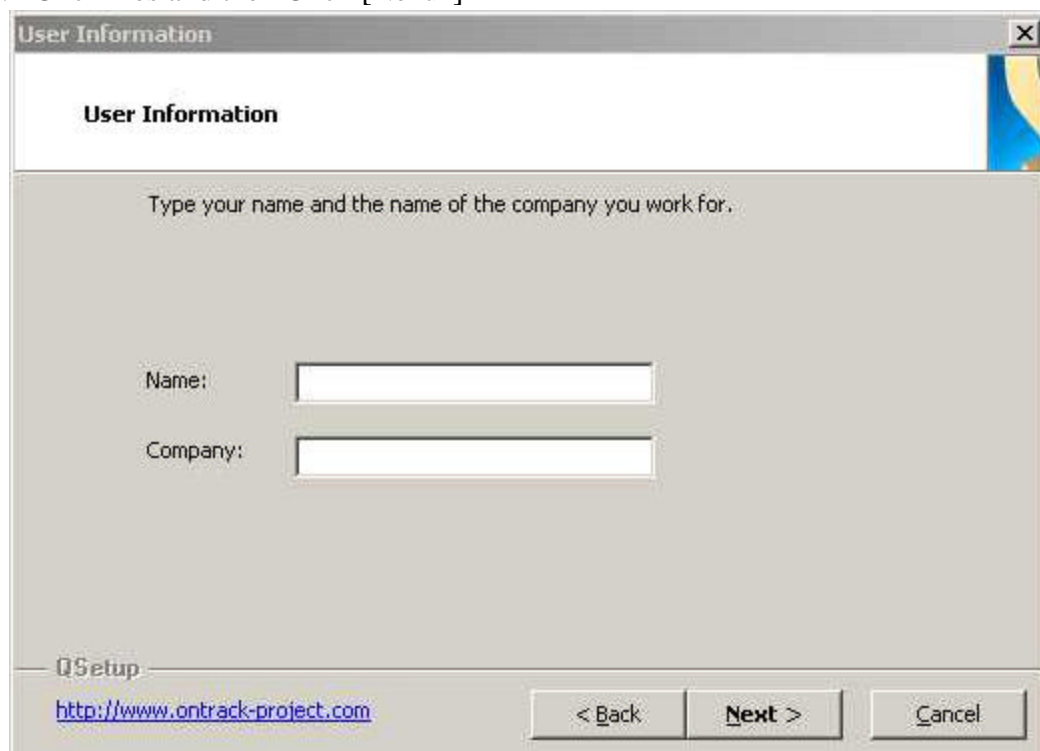 User Information
User Information
Type your name and the name of the company you work for.
Name:
Company:
QSetup
http://www.ontrack-project.com
< Back Next > Cancel